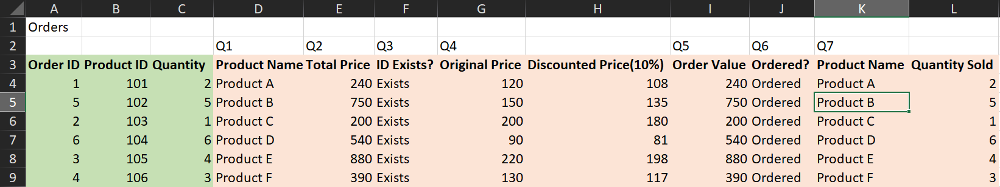 A B C D E F G H I J K L
1 Orders
2 Q1 Q2 Q3 Q4 Q5 Q6 Q7
3 Order ID Product ID Quantity Product Name Total Price ID Exists? Original Price Discounted Price(10%) Order Value Ordered? Product Name Quantity Sold
4 1 101 2 Product A 240 Exists 120 108 240 Ordered Product A 2
5 5 102 5 Product B 750 Exists 150 135 750 Ordered Product B 5
6 2 103 1 Product C 200 Exists 200 180 200 Ordered Product C 1
7 6 104 6 Product D 540 Exists 90 81 540 Ordered Product D 6
8 3 105 4 Product E 880 Exists 220 198 880 Ordered Product E 4
9 4 106 3 Product F 390 Exists 130 117 390 Ordered Product F 3